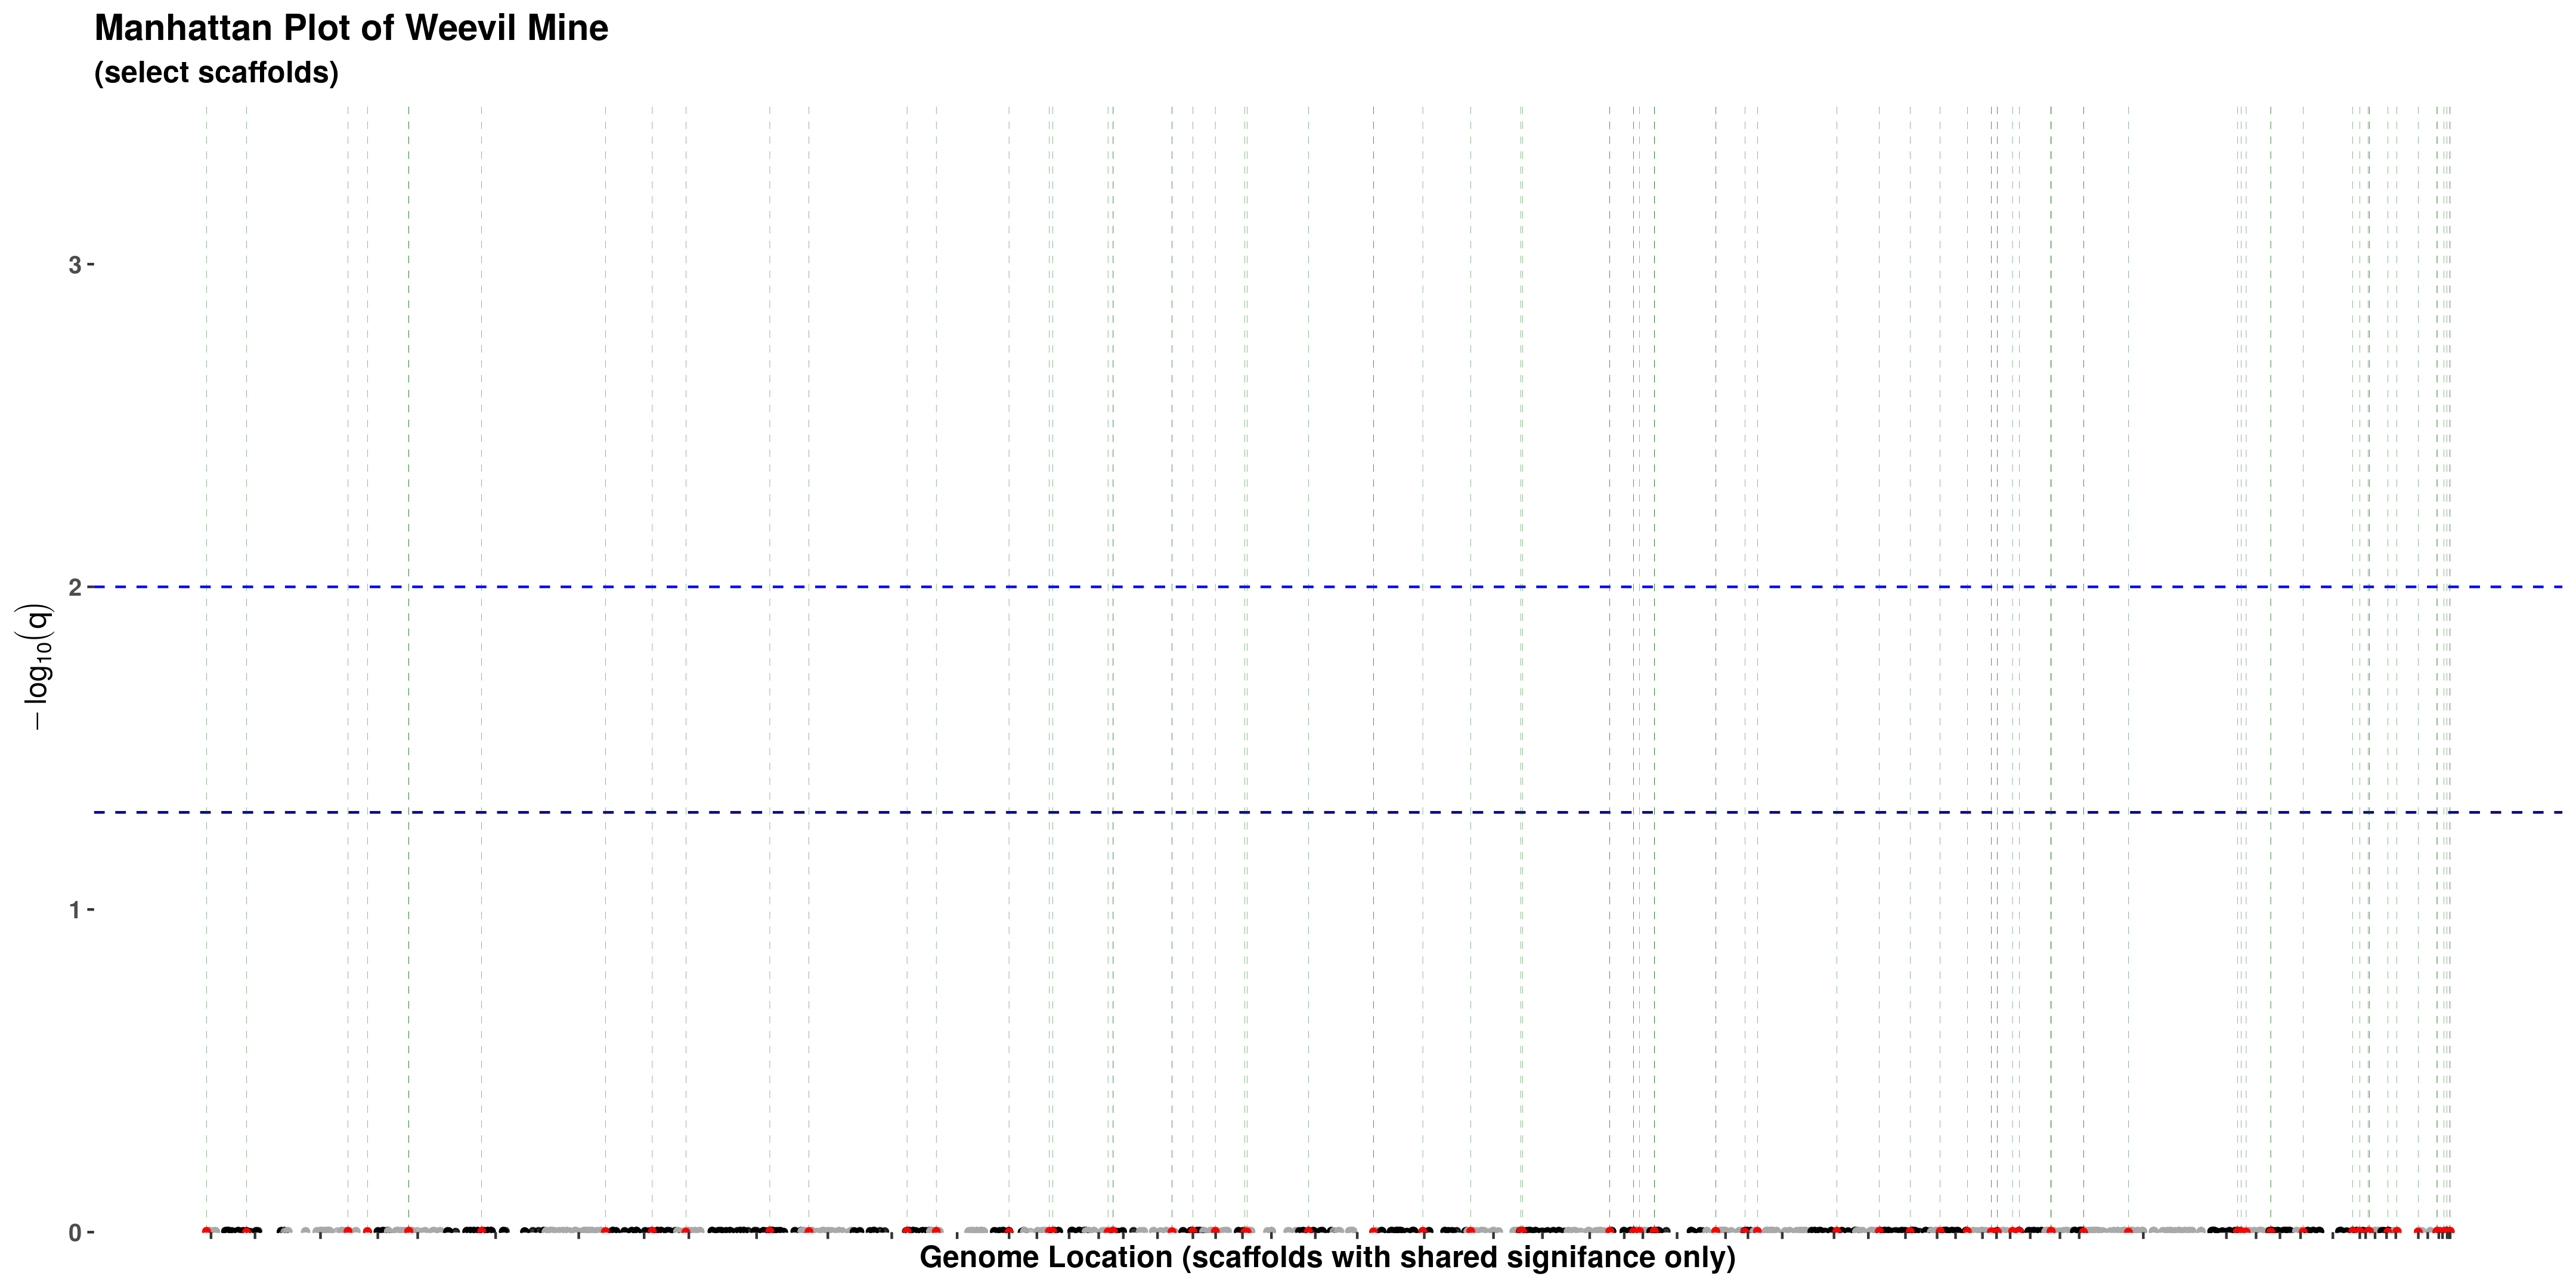 Manhattan Plot of Weevil Mine
(select scaffolds)
3
2
1
0
−log10(q)
Genome Location (scaffolds with shared signifance only)